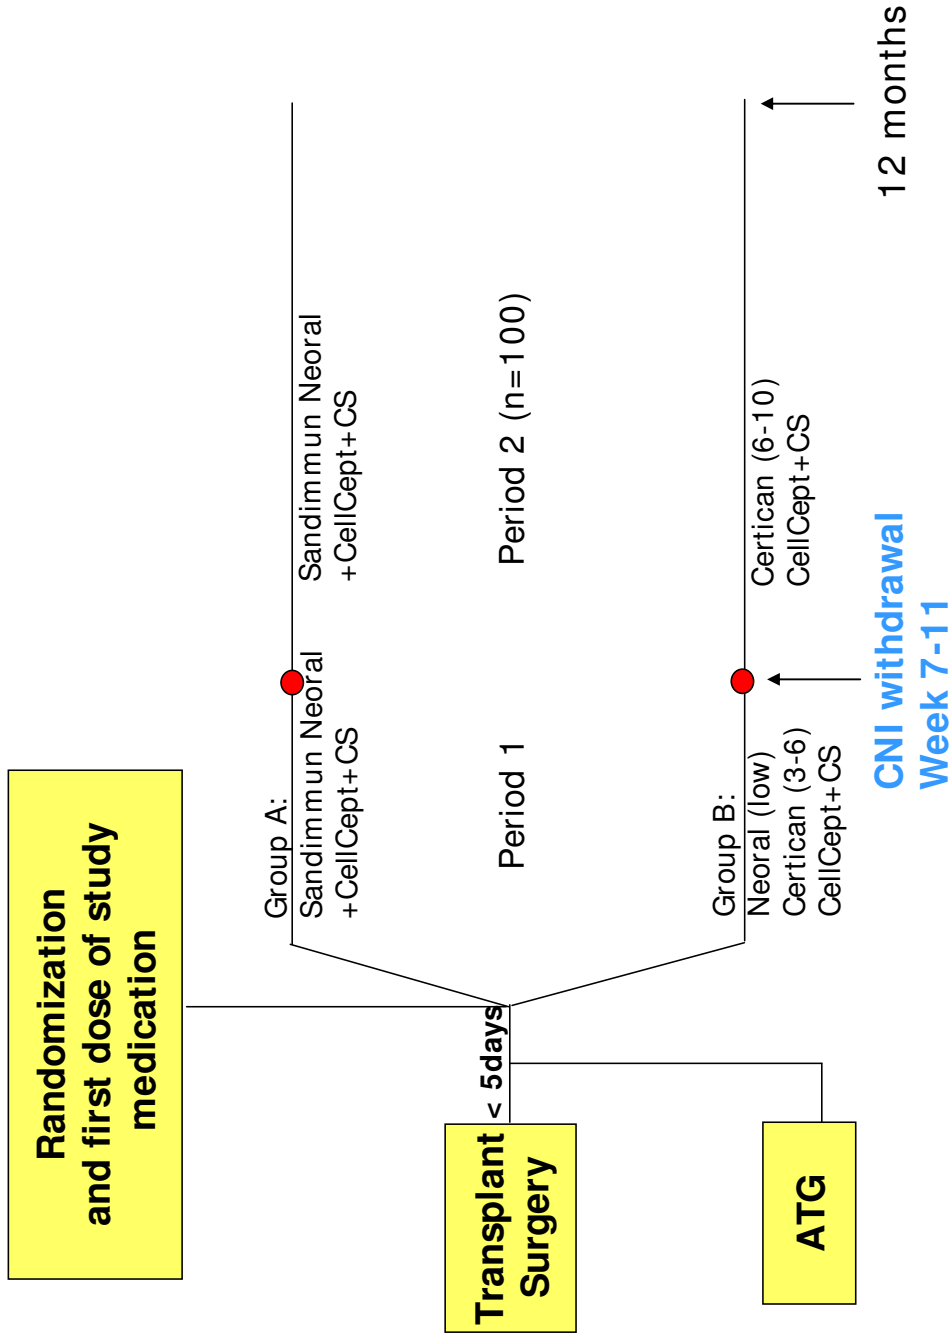 Randomization
and first dose of study
medication
Transplant
Surgery
< 5days
ATG
Group A:
Sandimmun Neoral
+CellCept+CS
Sandimmun Neoral
+CellCept+CS
Period 1
Period 2 (n=100)
Group B:
Neoral (low)
Certican (3-6)
CellCept+CS
Certican (6-10)
CellCept+CS
CNI withdrawal
Week 7-11
12 months